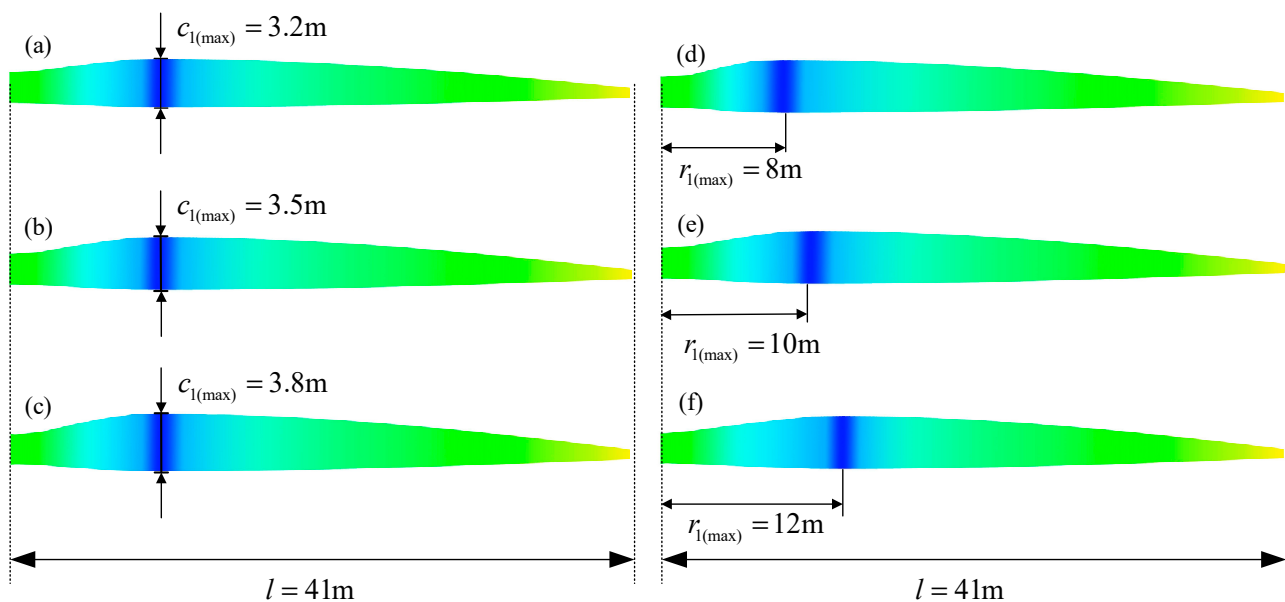 (a)
c1(max) = 3.2m
(b)
c1(max) = 3.5m
(c)
c1(max) = 3.8m
l = 41m
(d)
r1(max) = 8m
(e)
r1(max) = 10m
(f)
r1(max) = 12m
l = 41m